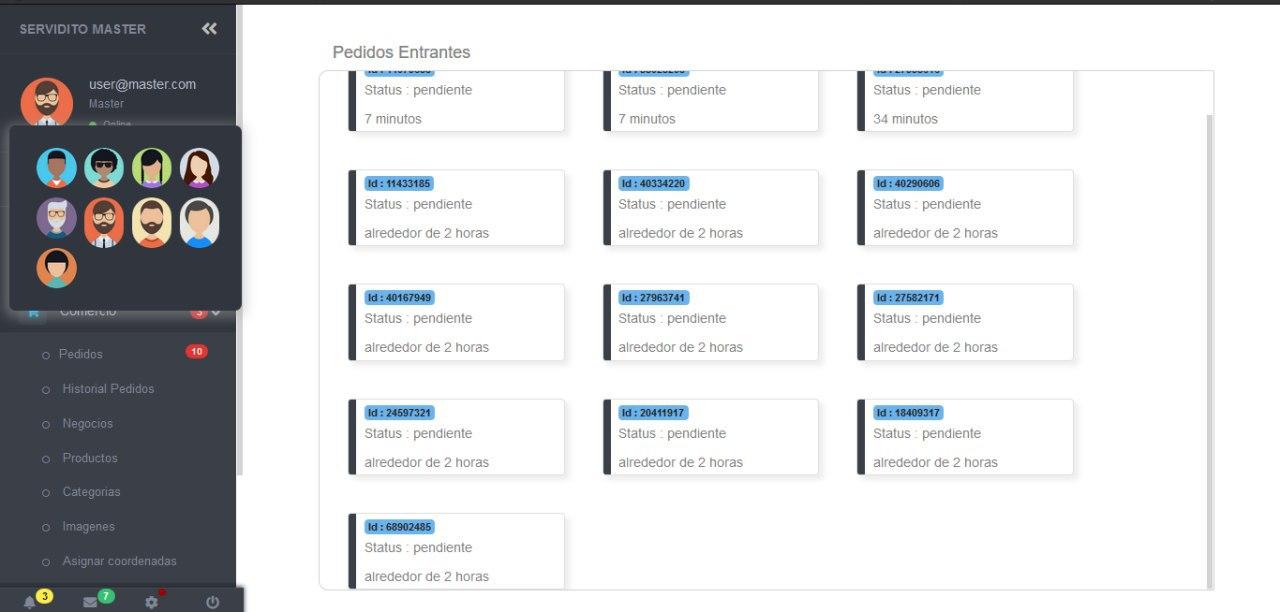 SERVIDITO MASTER
user@master.com
Master
Online
Comercio
3
Pedidos
10
Historial Pedidos
Negocios
Productos
Categorias
Imagenes
Asignar coordenadas
3
7
Pedidos Entrantes
Status : pendiente
7 minutos
Status : pendiente
7 minutos
Status : pendiente
34 minutos
Id : 11433185
Status : pendiente
alrededor de 2 horas
Id : 40334220
Status : pendiente
alrededor de 2 horas
Id : 40290606
Status : pendiente
alrededor de 2 horas
Id : 40167949
Status : pendiente
alrededor de 2 horas
Id : 27963741
Status : pendiente
alrededor de 2 horas
Id : 27582171
Status : pendiente
alrededor de 2 horas
Id : 24597321
Status : pendiente
alrededor de 2 horas
Id : 20411917
Status : pendiente
alrededor de 2 horas
Id : 18409317
Status : pendiente
alrededor de 2 horas
Id : 68902485
Status : pendiente
alrededor de 2 horas